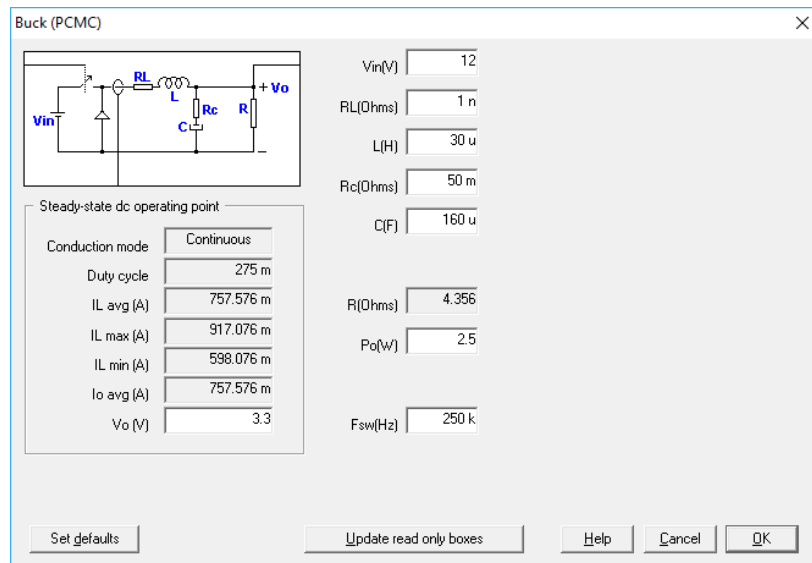 Buck (PCMC)
RL
L
+ Vo
Rc
R
Vin
C
Vin(V) 12
RL(Ohms) 1 n
L(H) 30 u
Rc(Ohms) 50 m
C(F) 160 u
Steady-state dc operating point
Conduction mode Continuous
Duty cycle 275 m
IL avg (A) 757.576 m
IL max (A) 917.076 m
IL min (A) 598.076 m
Io avg (A) 757.576 m
Vo (V) 3.3
R(Ohms) 4.356
Po(W) 2.5
Fsw(Hz) 250 k
Set defaults
Update read only boxes
Help
Cancel
OK